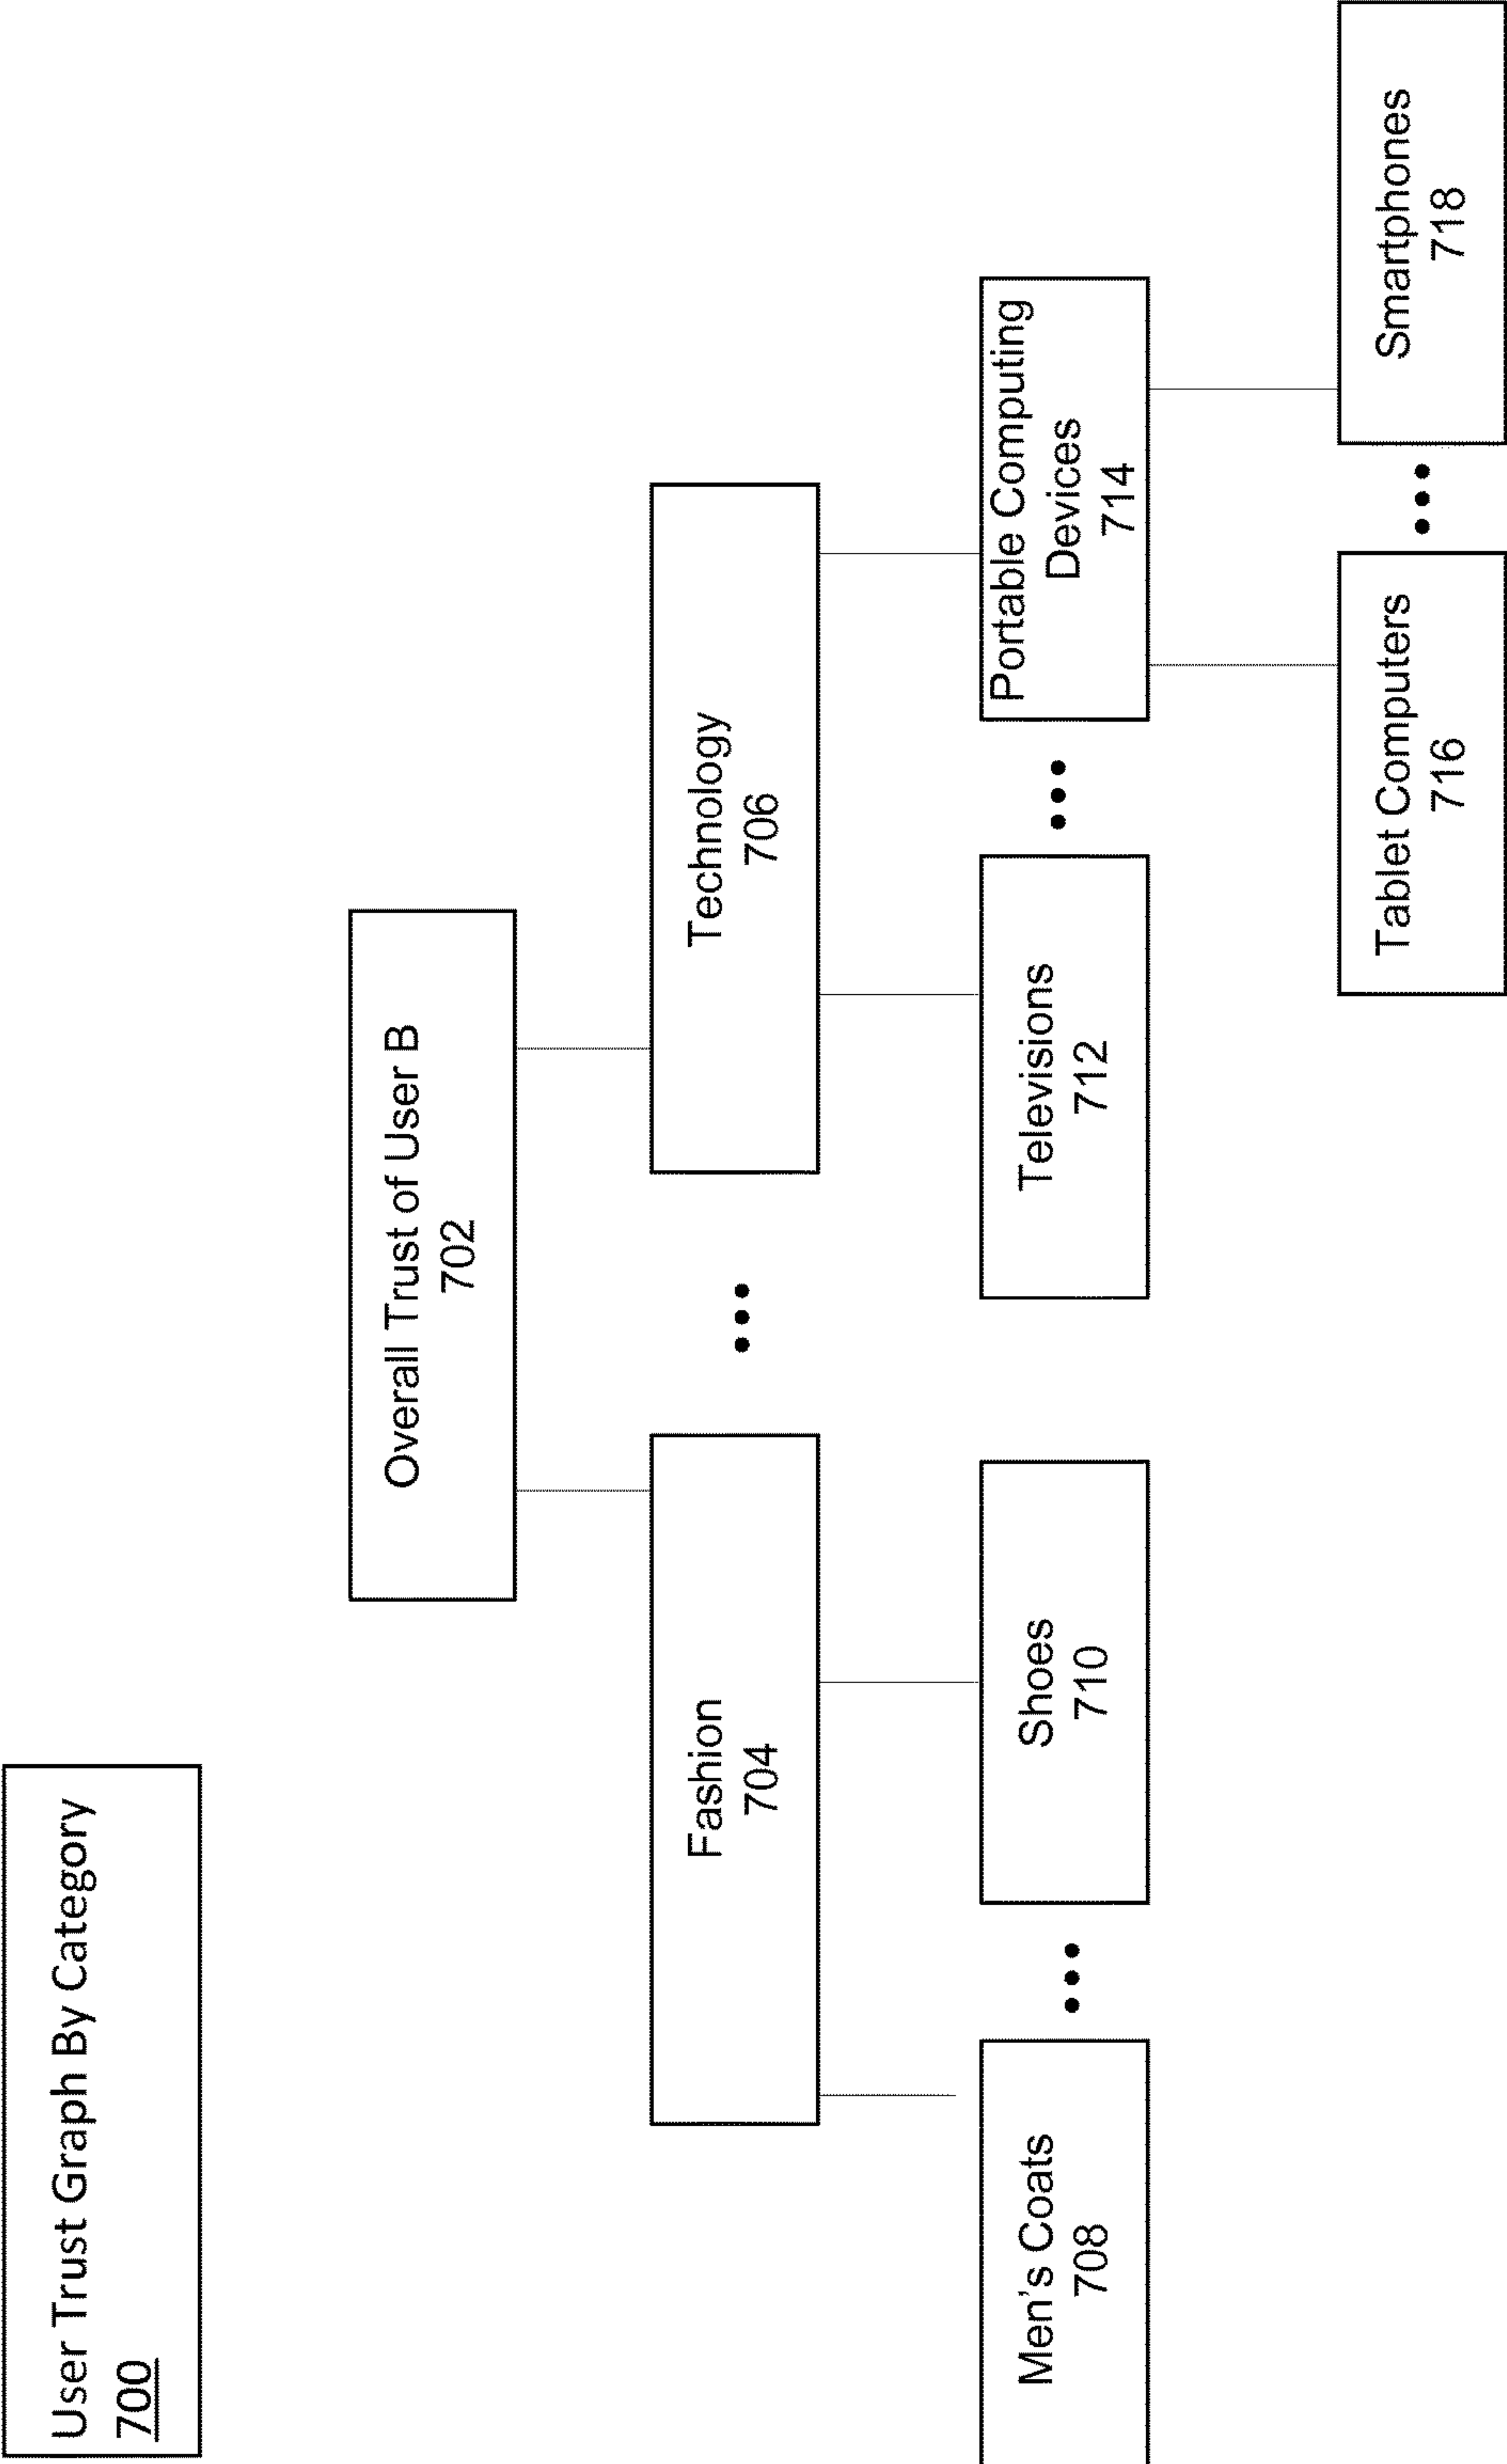 User Trust Graph By Category
700
Overall Trust of User B
702
Fashion
704
Technology
706
Men's Coats
708
Shoes
710
Televisions
712
Portable Computing
Devices
714
Tablet Computers
716
Smartphones
718